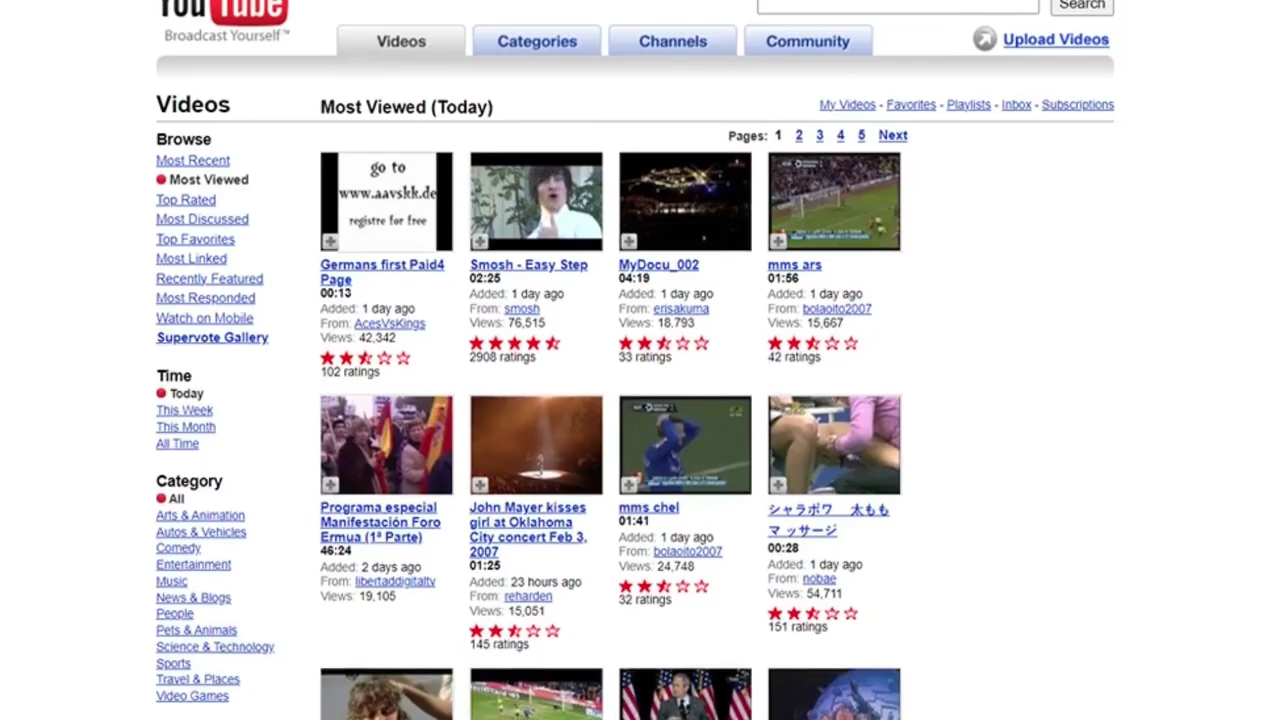 YouTube
Broadcast Yourself™
Search
Videos
Categories
Channels
Community
Upload Videos
Videos
Most Viewed (Today)
My Videos - Favorites - Playlists - Inbox - Subscriptions
Browse
Most Recent
Most Viewed
Top Rated
Most Discussed
Top Favorites
Most Linked
Recently Featured
Most Responded
Watch on Mobile
Supervote Gallery
Time
Today
This Week
This Month
All Time
Category
All
Arts & Animation
Autos & Vehicles
Comedy
Entertainment
Music
News & Blogs
People
Pets & Animals
Science & Technology
Sports
Travel & Places
Video Games
Pages: 1 2 3 4 5 Next
go to
www.aavskk.de
registre for free
Germans first Paid4
Page
00:13
Added: 1 day ago
From: AcesVsKings
Views: 42,342
102 ratings
Smosh - Easy Step
02:25
Added: 1 day ago
From: smosh
Views: 76,515
2908 ratings
MyDocu_002
04:19
Added: 1 day ago
From: erisakuma
Views: 18,793
33 ratings
mms ars
01:56
Added: 1 day ago
From: bolaoito2007
Views: 15,667
42 ratings
Programa especial
Manifestación Foro
Ermua (1ª Parte)
46:24
Added: 2 days ago
From: libertaddigitaltv
Views: 19,105
John Mayer kisses
girl at Oklahoma
City concert Feb 3,
2007
01:25
Added: 23 hours ago
From: reharden
Views: 15,051
145 ratings
mms chel
01:41
Added: 1 day ago
From: bolaoito2007
Views: 24,748
32 ratings
シャラポワ　太もも
マッサージ
00:28
Added: 1 day ago
From: nobae
Views: 54,711
151 ratings